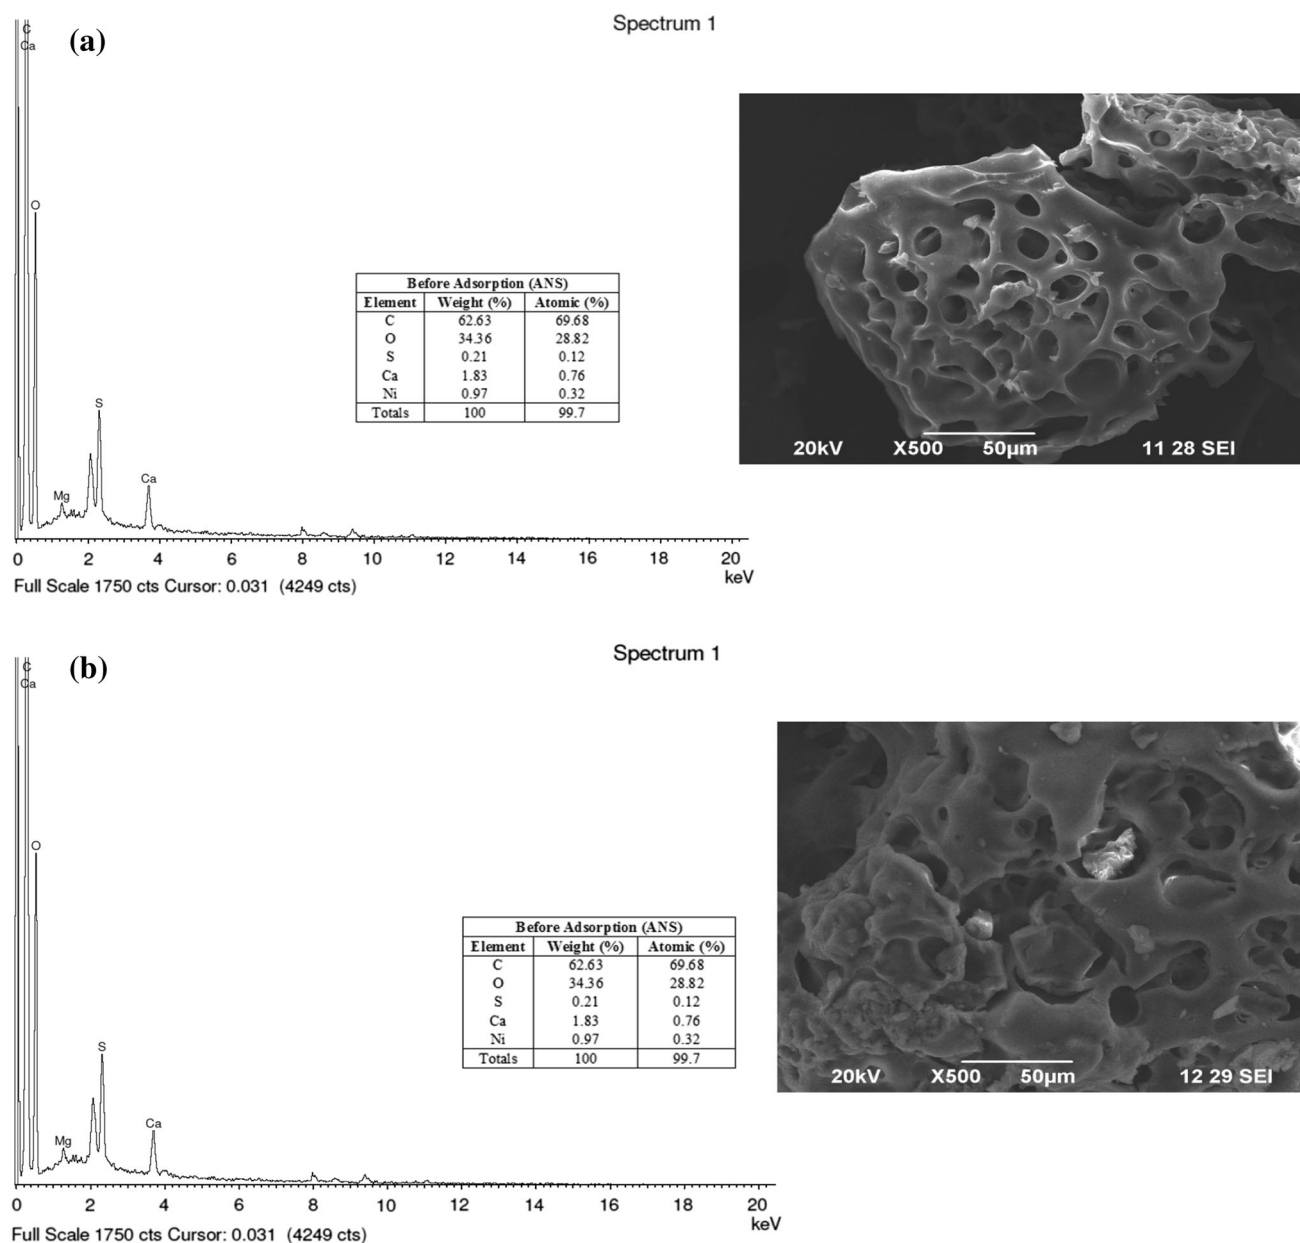 Spectrum 1
(a)
C
Ca
O
S
Mg
Ca
Before Adsorption (ANS)
Element Weight (%) Atomic (%)
C 62.63 69.68
O 34.36 28.82
S 0.21 0.12
Ca 1.83 0.76
Ni 0.97 0.32
Totals 100 99.7
20kV X500 50µm 11 28 SEI
0 2 4 6 8 10 12 14 16 18 20
keV
Full Scale 1750 cts Cursor: 0.031 (4249 cts)
Spectrum 1
(b)
C
Ca
O
S
Mg
Ca
Before Adsorption (ANS)
Element Weight (%) Atomic (%)
C 62.63 69.68
O 34.36 28.82
S 0.21 0.12
Ca 1.83 0.76
Ni 0.97 0.32
Totals 100 99.7
20kV X500 50µm 12 29 SEI
0 2 4 6 8 10 12 14 16 18 20
keV
Full Scale 1750 cts Cursor: 0.031 (4249 cts)